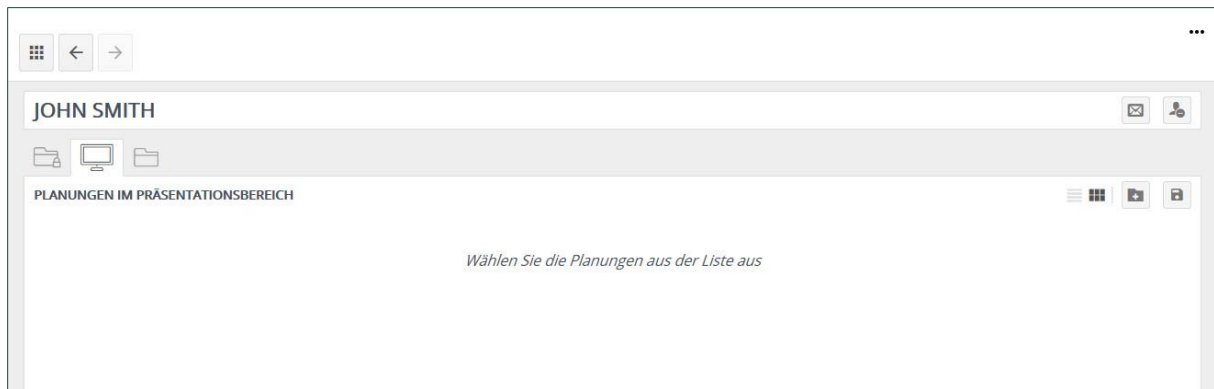 JOHN SMITH
PLANUNGEN IM PRÄSENTATIONSBEREICH
Wählen Sie die Planungen aus der Liste aus